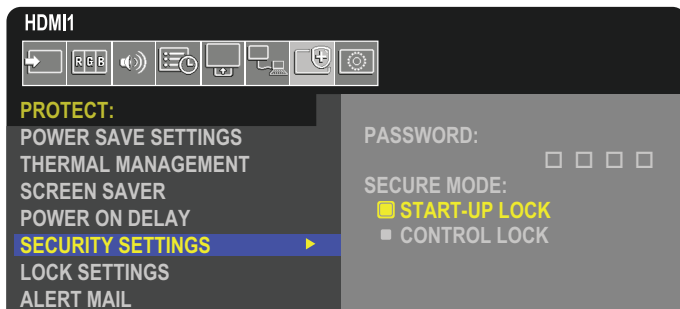 HDMI1
R G B
PROTECT:
POWER SAVE SETTINGS
THERMAL MANAGEMENT
SCREEN SAVER
POWER ON DELAY
SECURITY SETTINGS
LOCK SETTINGS
ALERT MAIL
PASSWORD:
SECURE MODE:
START-UP LOCK
CONTROL LOCK